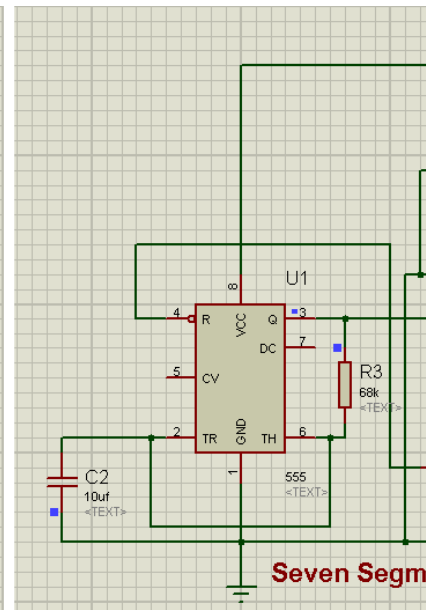 U1
8
4
R
VCC
Q
3
DC
7
R3
68k
<TEXT>
5
CV
2
TR
GND
TH
6
1
555
<TEXT>
C2
10uf
<TEXT>
Seven Segm